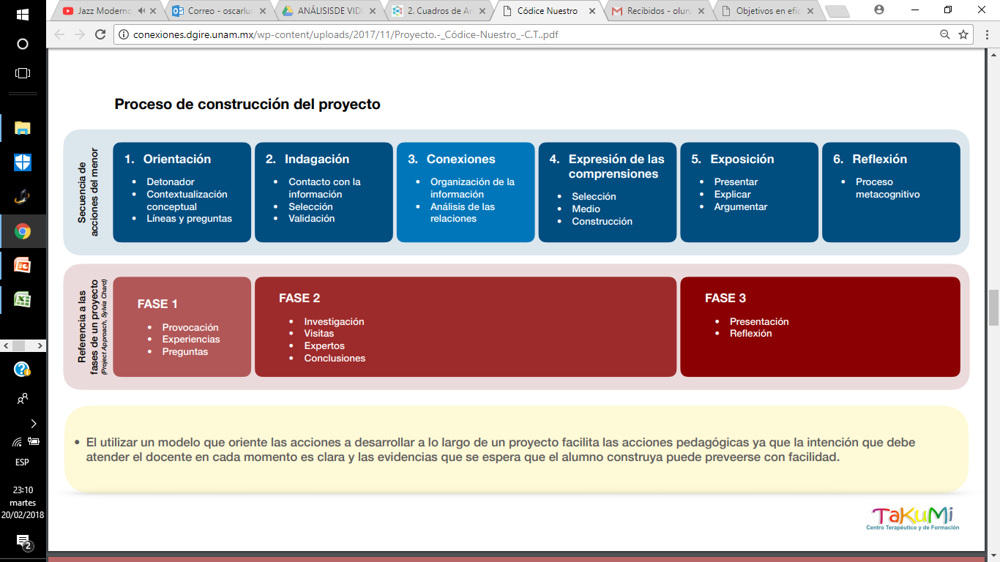 Jazz Moderno
Correo - oscarlu
ANÁLISISDE VID
2. Cuadros de An
Códice Nuestro
Recibidos - oluna
Objetivos en efic
conexiones.dgire.unam.mx/wp-content/uploads/2017/11/Proyecto.-_Códice-Nuestro_-C.T..pdf
Proceso de construcción del proyecto
Secuencia de
acciones del menor
1. Orientación
• Detonador
• Contextualización
conceptual
• Líneas y preguntas
2. Indagación
• Contacto con la
información
• Selección
• Validación
3. Conexiones
• Organización de la
información
• Análisis de las
relaciones
4. Expresión de las
comprensiones
• Selección
• Medio
• Construcción
5. Exposición
• Presentar
• Explicar
• Argumentar
6. Reflexión
• Proceso
metacognitivo
Referencia a las
fases de un proyecto
(Project Approach, Sylvia Chard)
FASE 1
• Provocación
• Experiencias
• Preguntas
FASE 2
• Investigación
• Visitas
• Expertos
• Conclusiones
FASE 3
• Presentación
• Reflexión
• El utilizar un modelo que oriente las acciones a desarrollar a lo largo de un proyecto facilita las acciones pedagógicas ya que la intención que debe
atender el docente en cada momento es clara y las evidencias que se espera que el alumno construya puede preveerse con facilidad.
TaKuMi
Centro Terapéutico y de Formación
ESP
23:10
martes
20/02/2018
2